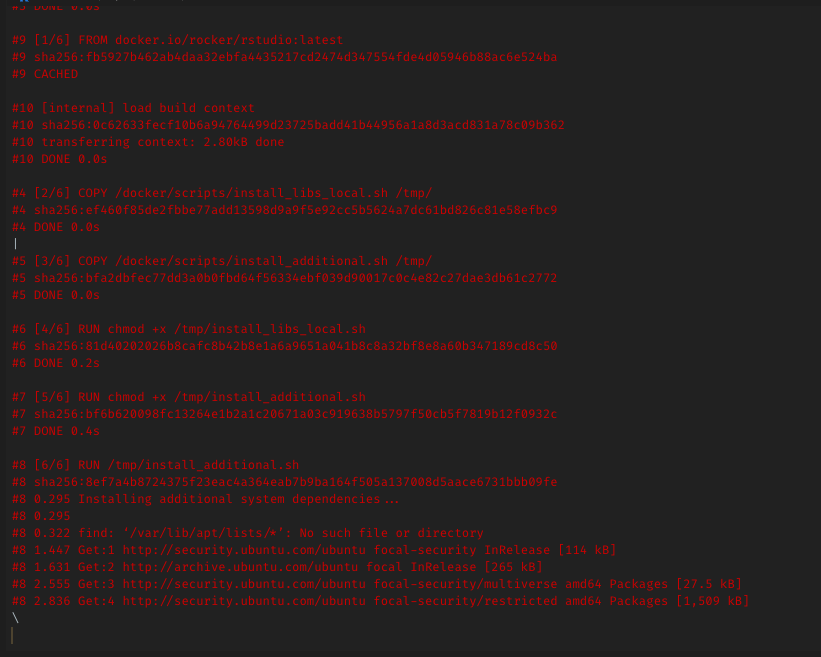 #3 DONE 0.0s
#9 [1/6] FROM docker.io/rocker/rstudio:latest
#9 sha256:fb5927b462ab4daa32ebfa4435217cd2474d347554fde4d05946b88ac6e524ba
#9 CACHED
#10 [internal] load build context
#10 sha256:0c62633fecf10b6a94764499d23725badd41b44956a1a8d3acd831a78c09b362
#10 transferring context: 2.80kB done
#10 DONE 0.0s
#4 [2/6] COPY /docker/scripts/install_libs_local.sh /tmp/
#4 sha256:ef460f85de2fbbe77add13598d9a9f5e92cc5b5624a7dc61bd826c81e58efbc9
#4 DONE 0.0s
|
#5 [3/6] COPY /docker/scripts/install_additional.sh /tmp/
#5 sha256:bfa2dbfec77dd3a0b0fbd64f56334ebf039d90017c0c4e82c27dae3db61c2772
#5 DONE 0.0s
#6 [4/6] RUN chmod +x /tmp/install_libs_local.sh
#6 sha256:81d40202026b8cafc8b42b8e1a6a9651a041b8c8a32bf8e8a60b347189cd8c50
#6 DONE 0.2s
#7 [5/6] RUN chmod +x /tmp/install_additional.sh
#7 sha256:bf6b620098fc13264e1b2a1c20671a03c919638b5797f50cb5f7819b12f0932c
#7 DONE 0.4s
#8 [6/6] RUN /tmp/install_additional.sh
#8 sha256:8ef7a4b8724375f23eac4a364eab7b9ba164f505a137008d5aace6731bbb09fe
#8 0.295 Installing additional system dependencies...
#8 0.295
#8 0.322 find: ‘/var/lib/apt/lists/*’: No such file or directory
#8 1.447 Get:1 http://security.ubuntu.com/ubuntu focal-security InRelease [114 kB]
#8 1.631 Get:2 http://archive.ubuntu.com/ubuntu focal InRelease [265 kB]
#8 2.555 Get:3 http://security.ubuntu.com/ubuntu focal-security/multiverse amd64 Packages [27.5 kB]
#8 2.836 Get:4 http://security.ubuntu.com/ubuntu focal-security/restricted amd64 Packages [1,509 kB]
\